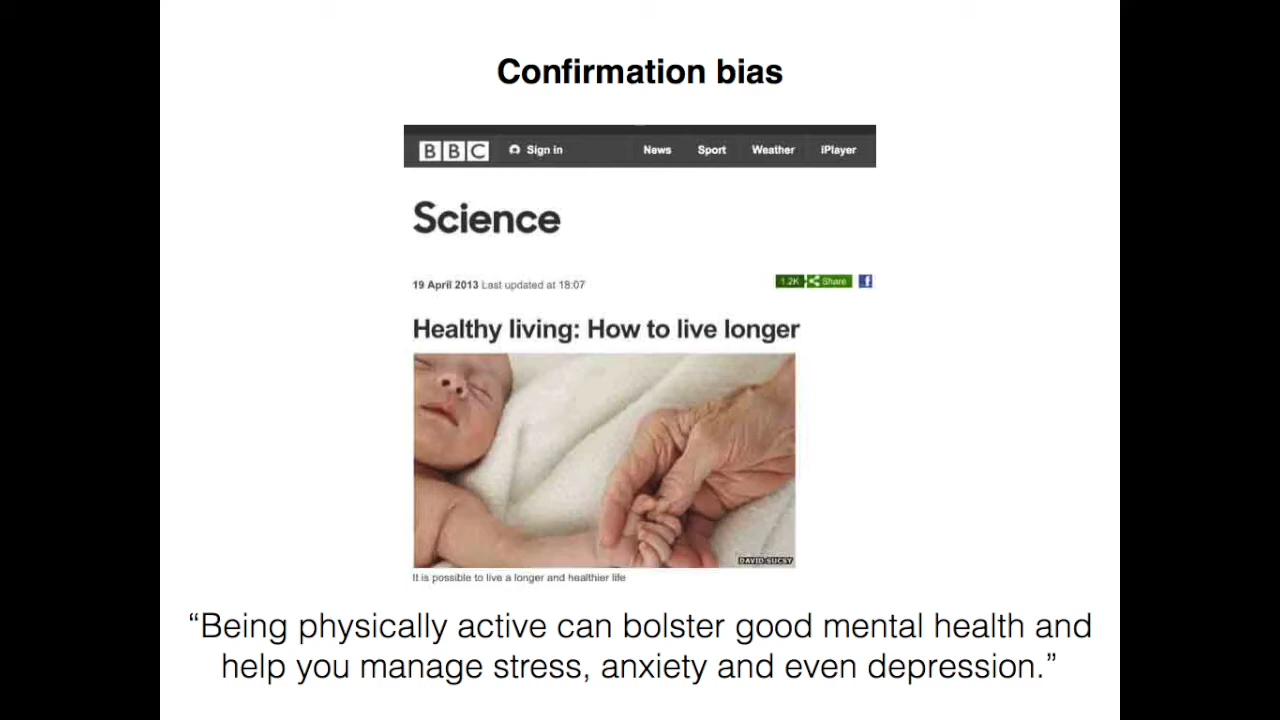 Confirmation bias
BBC Sign in News Sport Weather iPlayer
Science
19 April 2013 Last updated at 18:07 1.2K Share f
Healthy living: How to live longer
DAVID SUCSY
It is possible to live a longer and healthier life
“Being physically active can bolster good mental health and
help you manage stress, anxiety and even depression.”